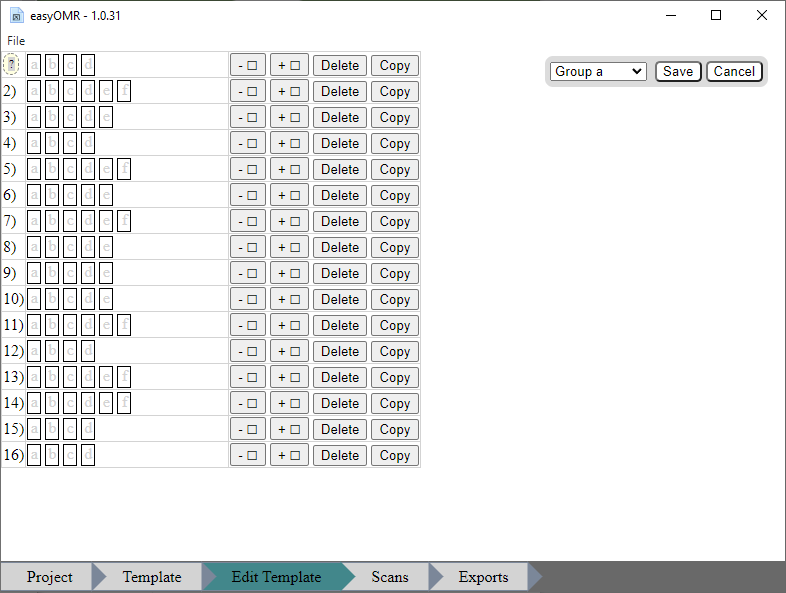 easyOMR - 1.0.31
File
? a b c d - □ + □ Delete Copy
Group a Save Cancel
2) a b c d e f - □ + □ Delete Copy
3) a b c d e - □ + □ Delete Copy
4) a b c d - □ + □ Delete Copy
5) a b c d e f - □ + □ Delete Copy
6) a b c d e - □ + □ Delete Copy
7) a b c d e f - □ + □ Delete Copy
8) a b c d e - □ + □ Delete Copy
9) a b c d e - □ + □ Delete Copy
10) a b c d e - □ + □ Delete Copy
11) a b c d e f - □ + □ Delete Copy
12) a b c d - □ + □ Delete Copy
13) a b c d e f - □ + □ Delete Copy
14) a b c d e f - □ + □ Delete Copy
15) a b c d - □ + □ Delete Copy
16) a b c d - □ + □ Delete Copy
Project Template Edit Template Scans Exports